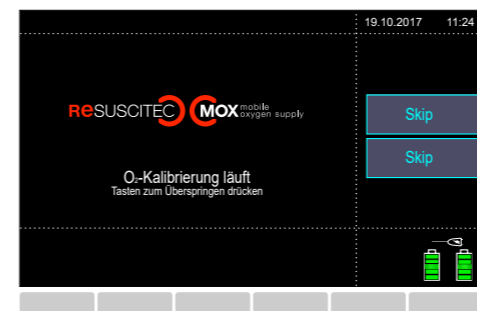 19.10.2017 11:24
reSUSCITEC MOX mobile oxygen supply
Skip
Skip
O₂-Kalibrierung läuft
Tasten zum Überspringen drücken